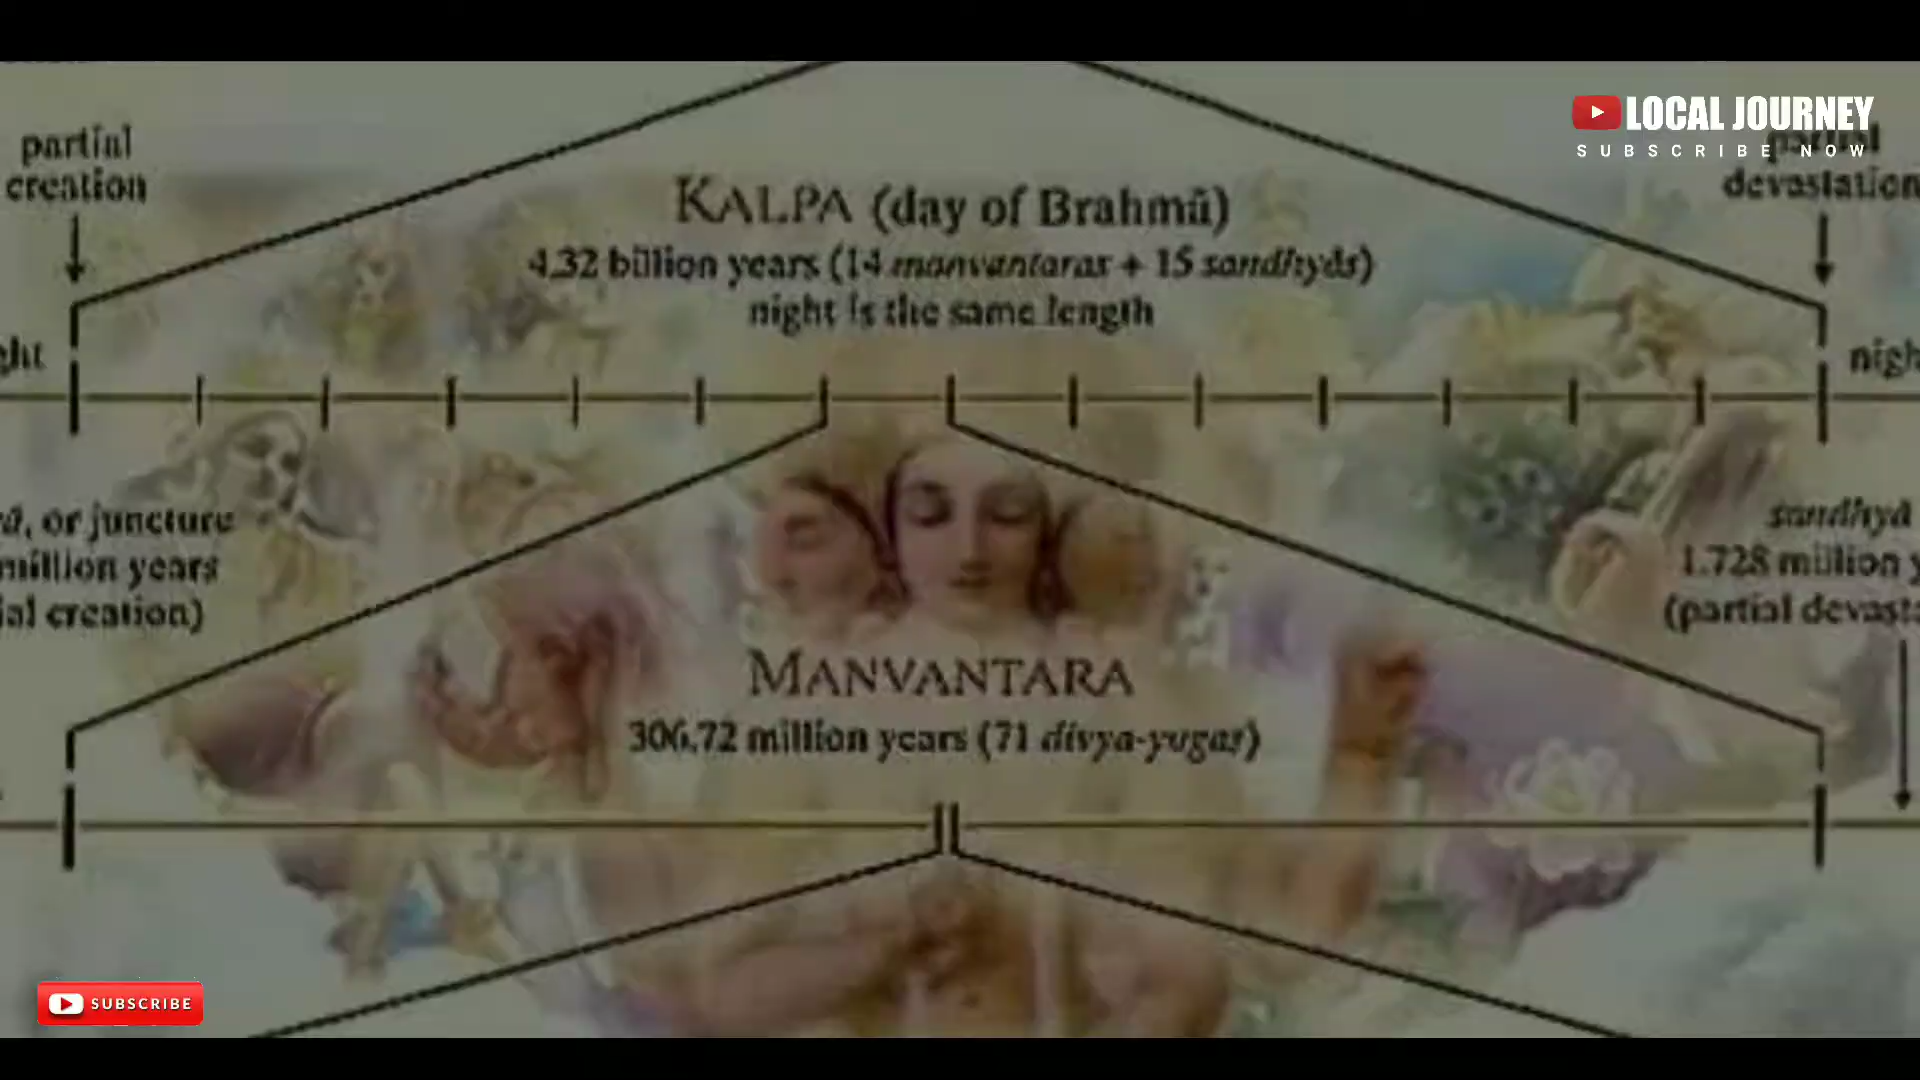 LOCAL JOURNEY
SUBSCRIBE NOW
partial
creation
devastation
KALPA (day of Brahmā)
4.32 billion years (14 manvantaras + 15 sandhyās)
night is the same length
or juncture
million years
creation)
sandhyā
1.728 million
(partial
MANVANTARA
306.72 million years (71 divya-yugas)
SUBSCRIBE